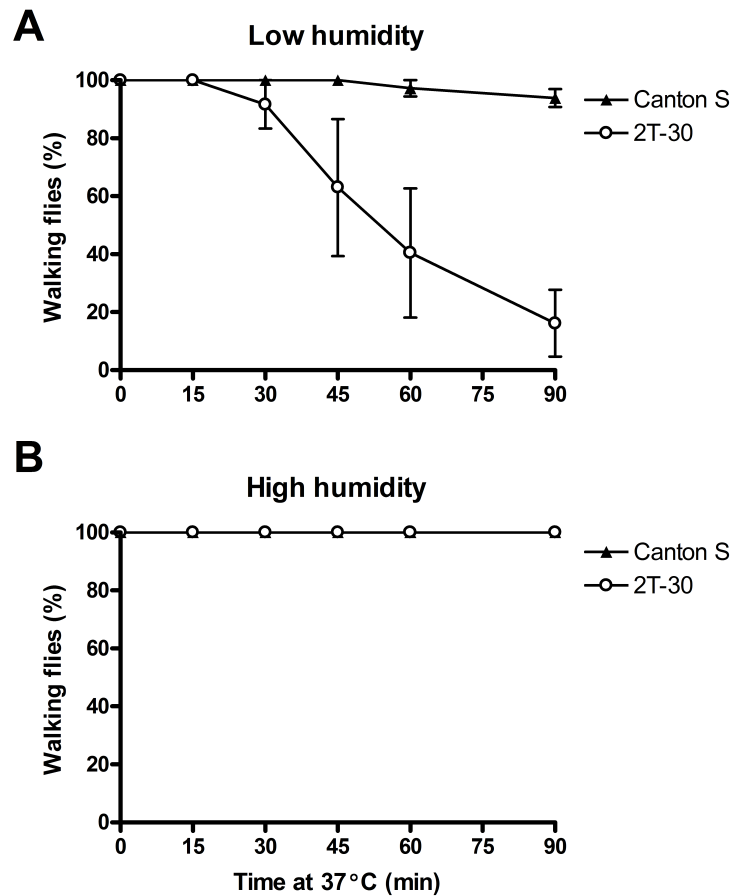 A
Low humidity
Walking flies (%)
100
80
60
40
20
0
0 15 30 45 60 75 90
Canton S
2T-30
B
High humidity
Walking flies (%)
100
80
60
40
20
0
0 15 30 45 60 75 90
Time at 37°C (min)
Canton S
2T-30